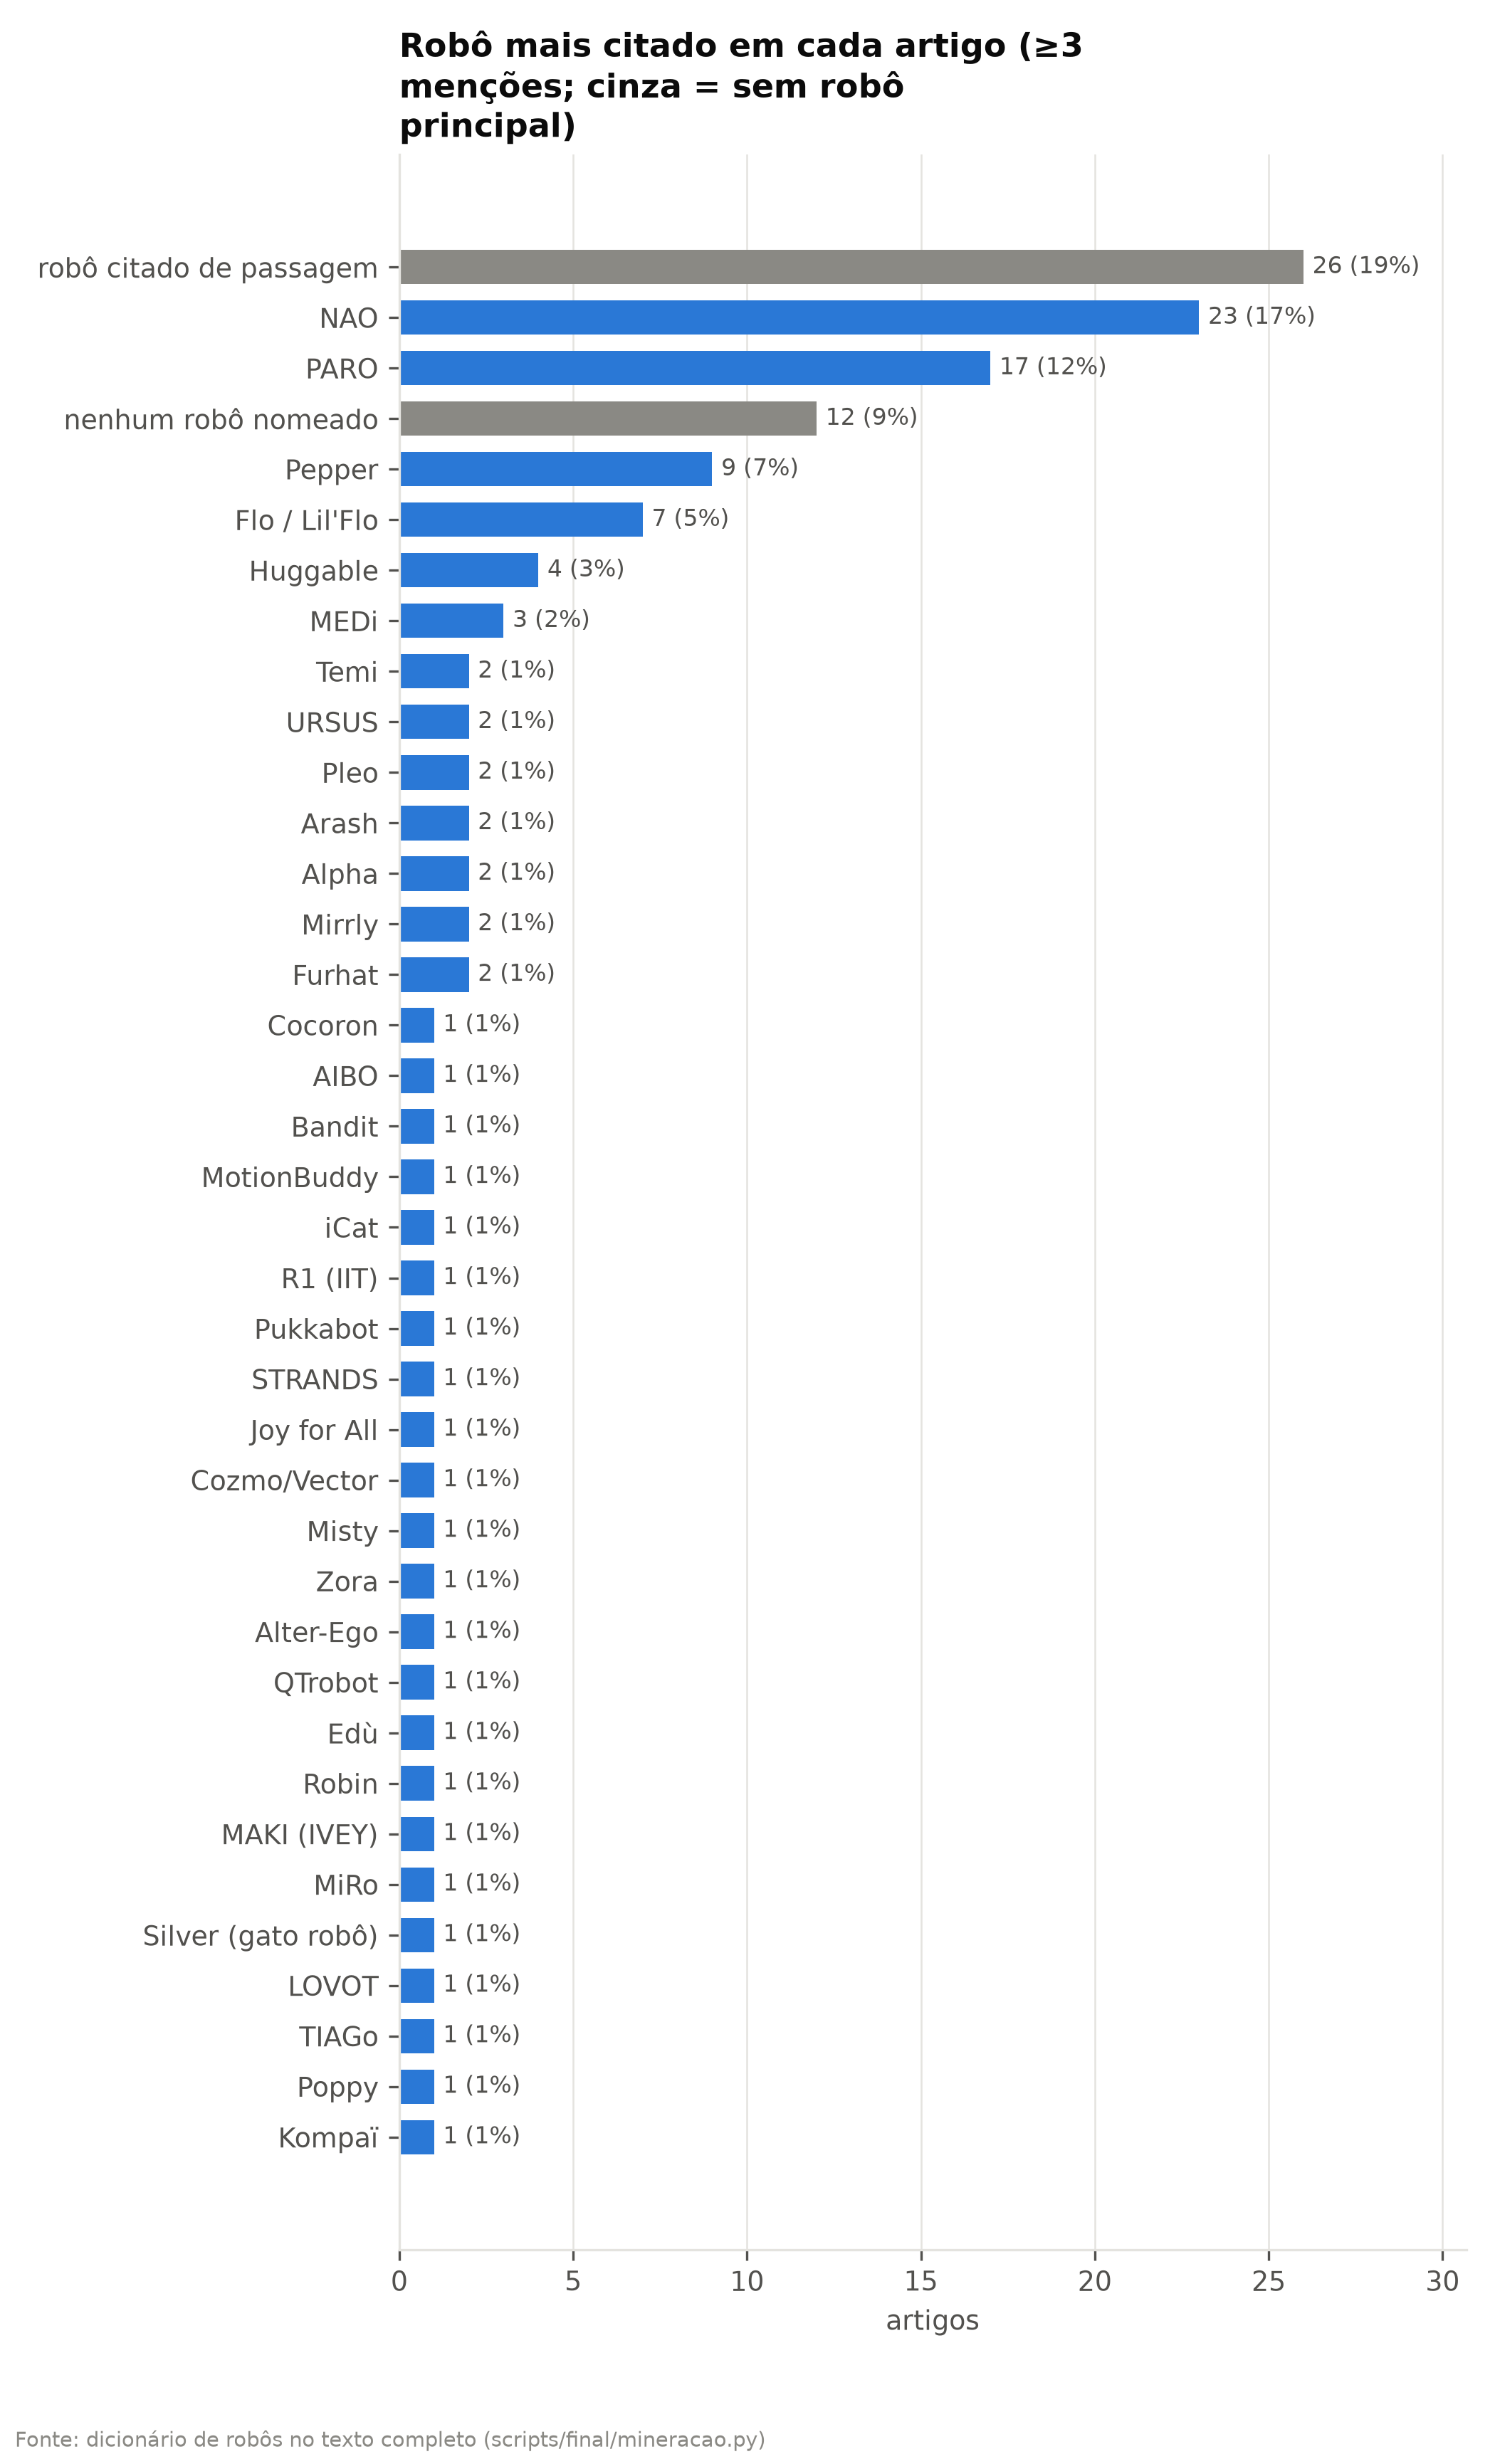 Robô mais citado em cada artigo (≥3
menções; cinza = sem robô
principal)
robô citado de passagem 26 (19%)
NAO 23 (17%)
PARO 17 (12%)
nenhum robô nomeado 12 (9%)
Pepper 9 (7%)
Flo / Lil'Flo 7 (5%)
Huggable 4 (3%)
MEDi 3 (2%)
Temi 2 (1%)
URSUS 2 (1%)
Pleo 2 (1%)
Arash 2 (1%)
Alpha 2 (1%)
Mirrly 2 (1%)
Furhat 2 (1%)
Cocoron 1 (1%)
AIBO 1 (1%)
Bandit 1 (1%)
MotionBuddy 1 (1%)
iCat 1 (1%)
R1 (IIT) 1 (1%)
Pukkabot 1 (1%)
STRANDS 1 (1%)
Joy for All 1 (1%)
Cozmo/Vector 1 (1%)
Misty 1 (1%)
Zora 1 (1%)
Alter-Ego 1 (1%)
QTrobot 1 (1%)
Edù 1 (1%)
Robin 1 (1%)
MAKI (IVEY) 1 (1%)
MiRo 1 (1%)
Silver (gato robô) 1 (1%)
LOVOT 1 (1%)
TIAGo 1 (1%)
Poppy 1 (1%)
Kompaï 1 (1%)
0 5 10 15 20 25 30
artigos
Fonte: dicionário de robôs no texto completo (scripts/final/mineracao.py)